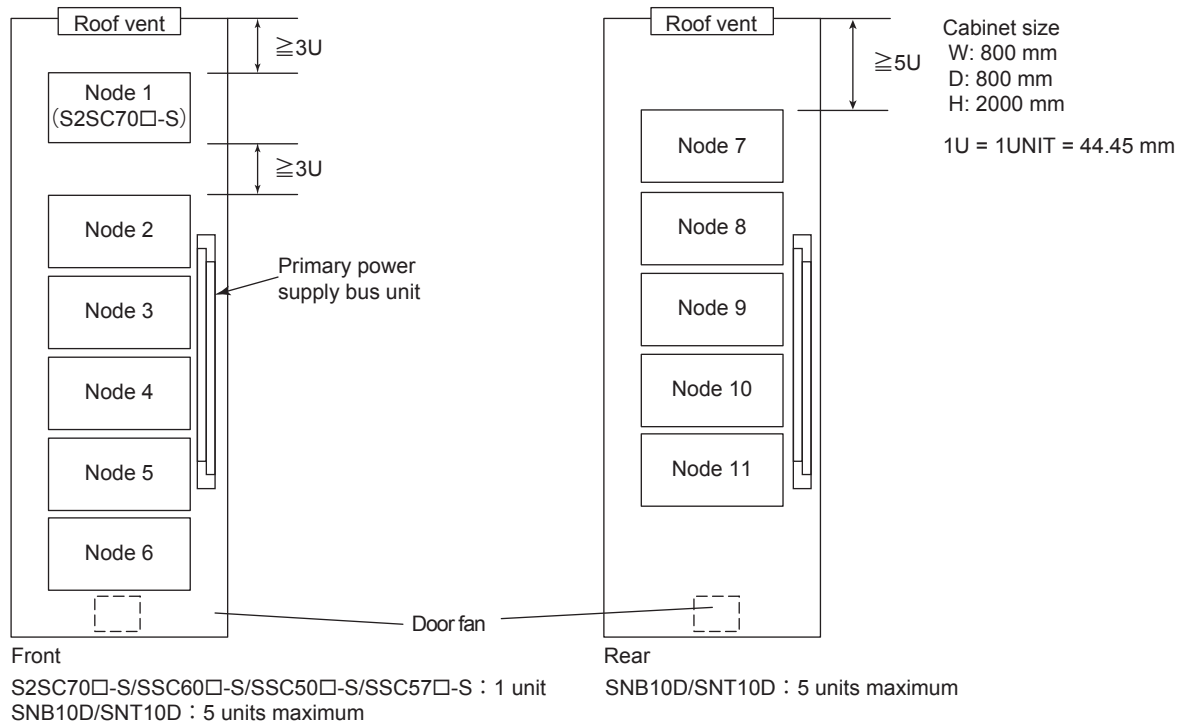 Roof vent
≧3U
Node 1
(S2SC70□-S)
≧3U
Node 2
Node 3
Node 4
Node 5
Node 6
Primary power
supply bus unit
Door fan
Front
S2SC70□-S/SSC60□-S/SSC50□-S/SSC57□-S：1 unit
SNB10D/SNT10D：5 units maximum
Roof vent
≧5U
Node 7
Node 8
Node 9
Node 10
Node 11
Rear
SNB10D/SNT10D：5 units maximum
Cabinet size
W: 800 mm
D: 800 mm
H: 2000 mm
1U = 1UNIT = 44.45 mm